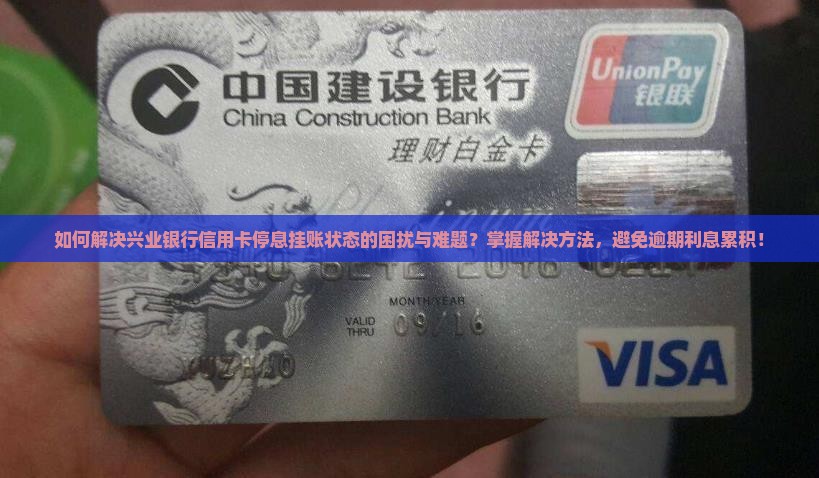 中国建设银行
China Construction Bank
理财白金卡
UnionPay
银联
如何解决兴业银行信用卡停息挂账状态的困扰与难题？掌握解决方法，避免逾期利息累积！
MONTH/YEAR
VALID
THRU
09/16
VISA